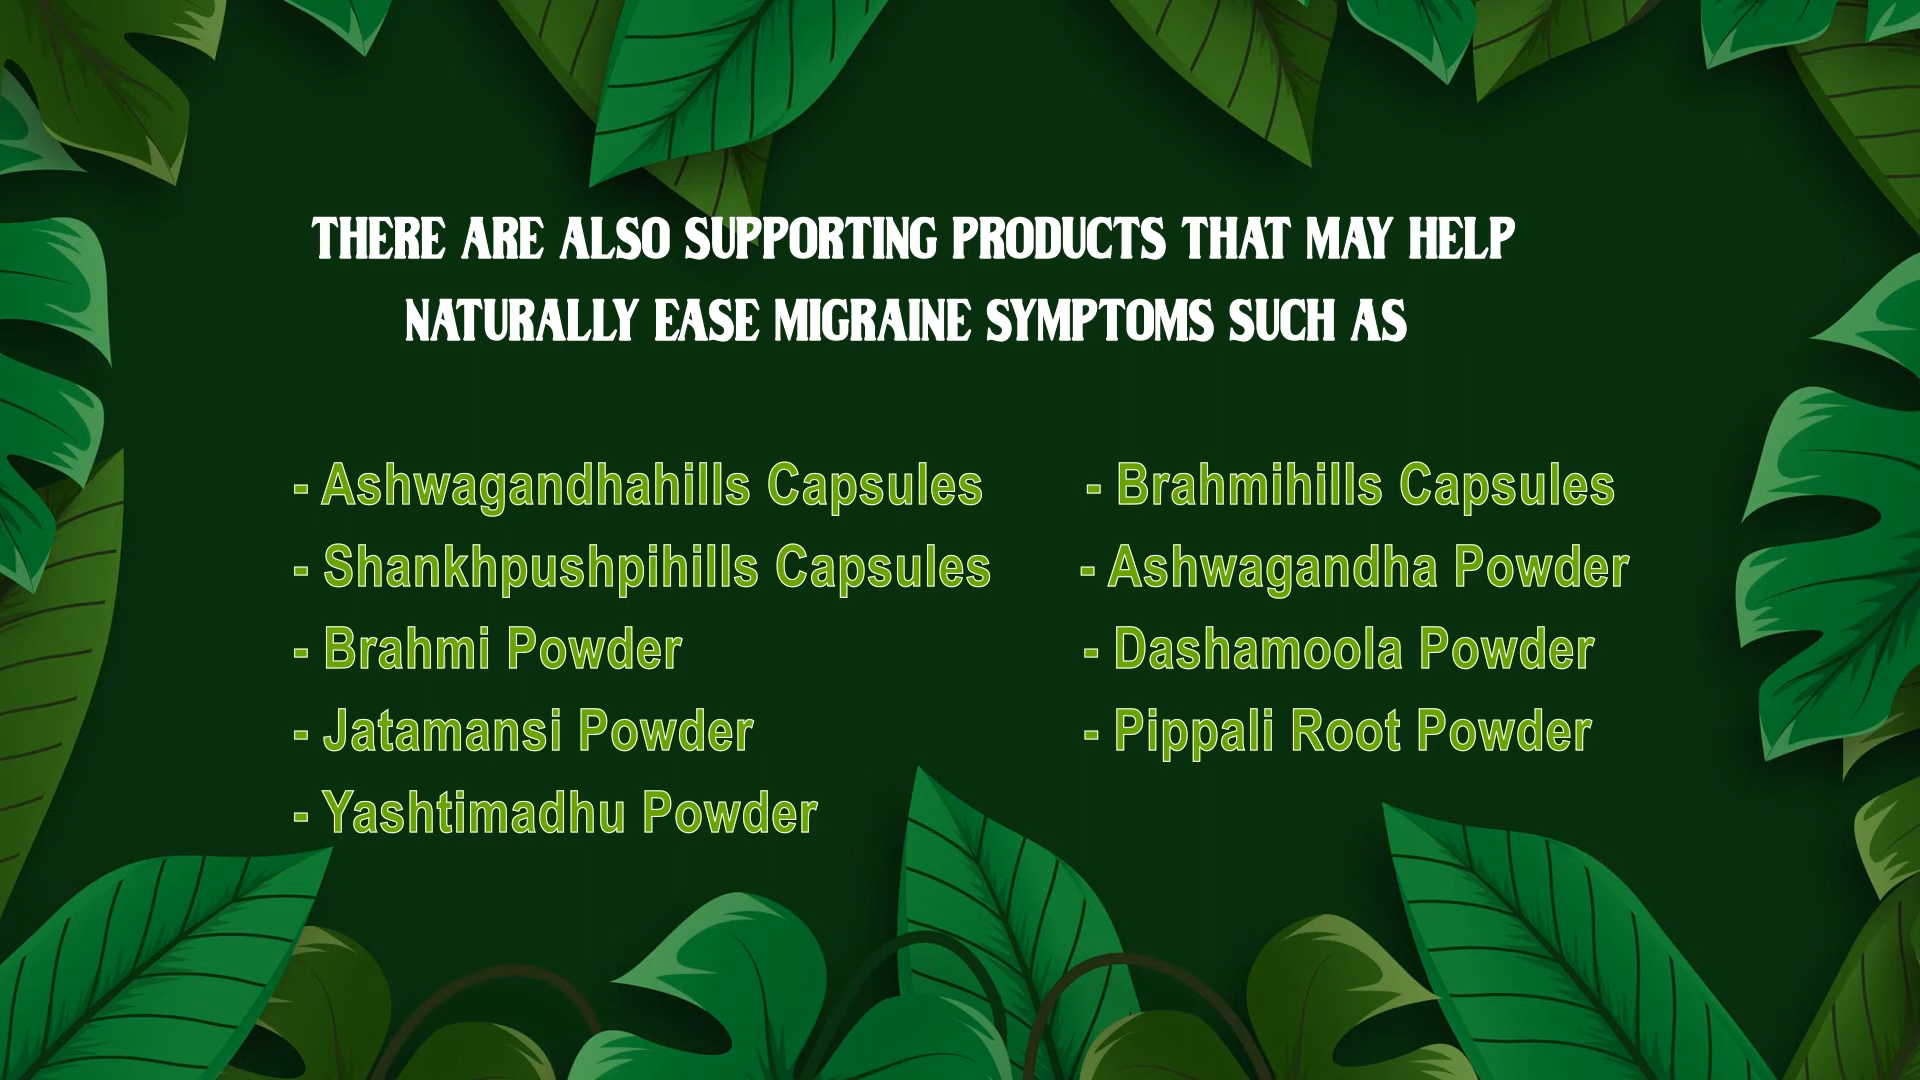 THERE ARE ALSO SUPPORTING PRODUCTS THAT MAY HELP
NATURALLY EASE MIGRAINE SYMPTOMS SUCH AS
- Ashwagandhahills Capsules
- Shankhpushpihills Capsules
- Brahmi Powder
- Jatamansi Powder
- Yashtimadhu Powder
- Brahmihills Capsules
- Ashwagandha Powder
- Dashamoola Powder
- Pippali Root Powder